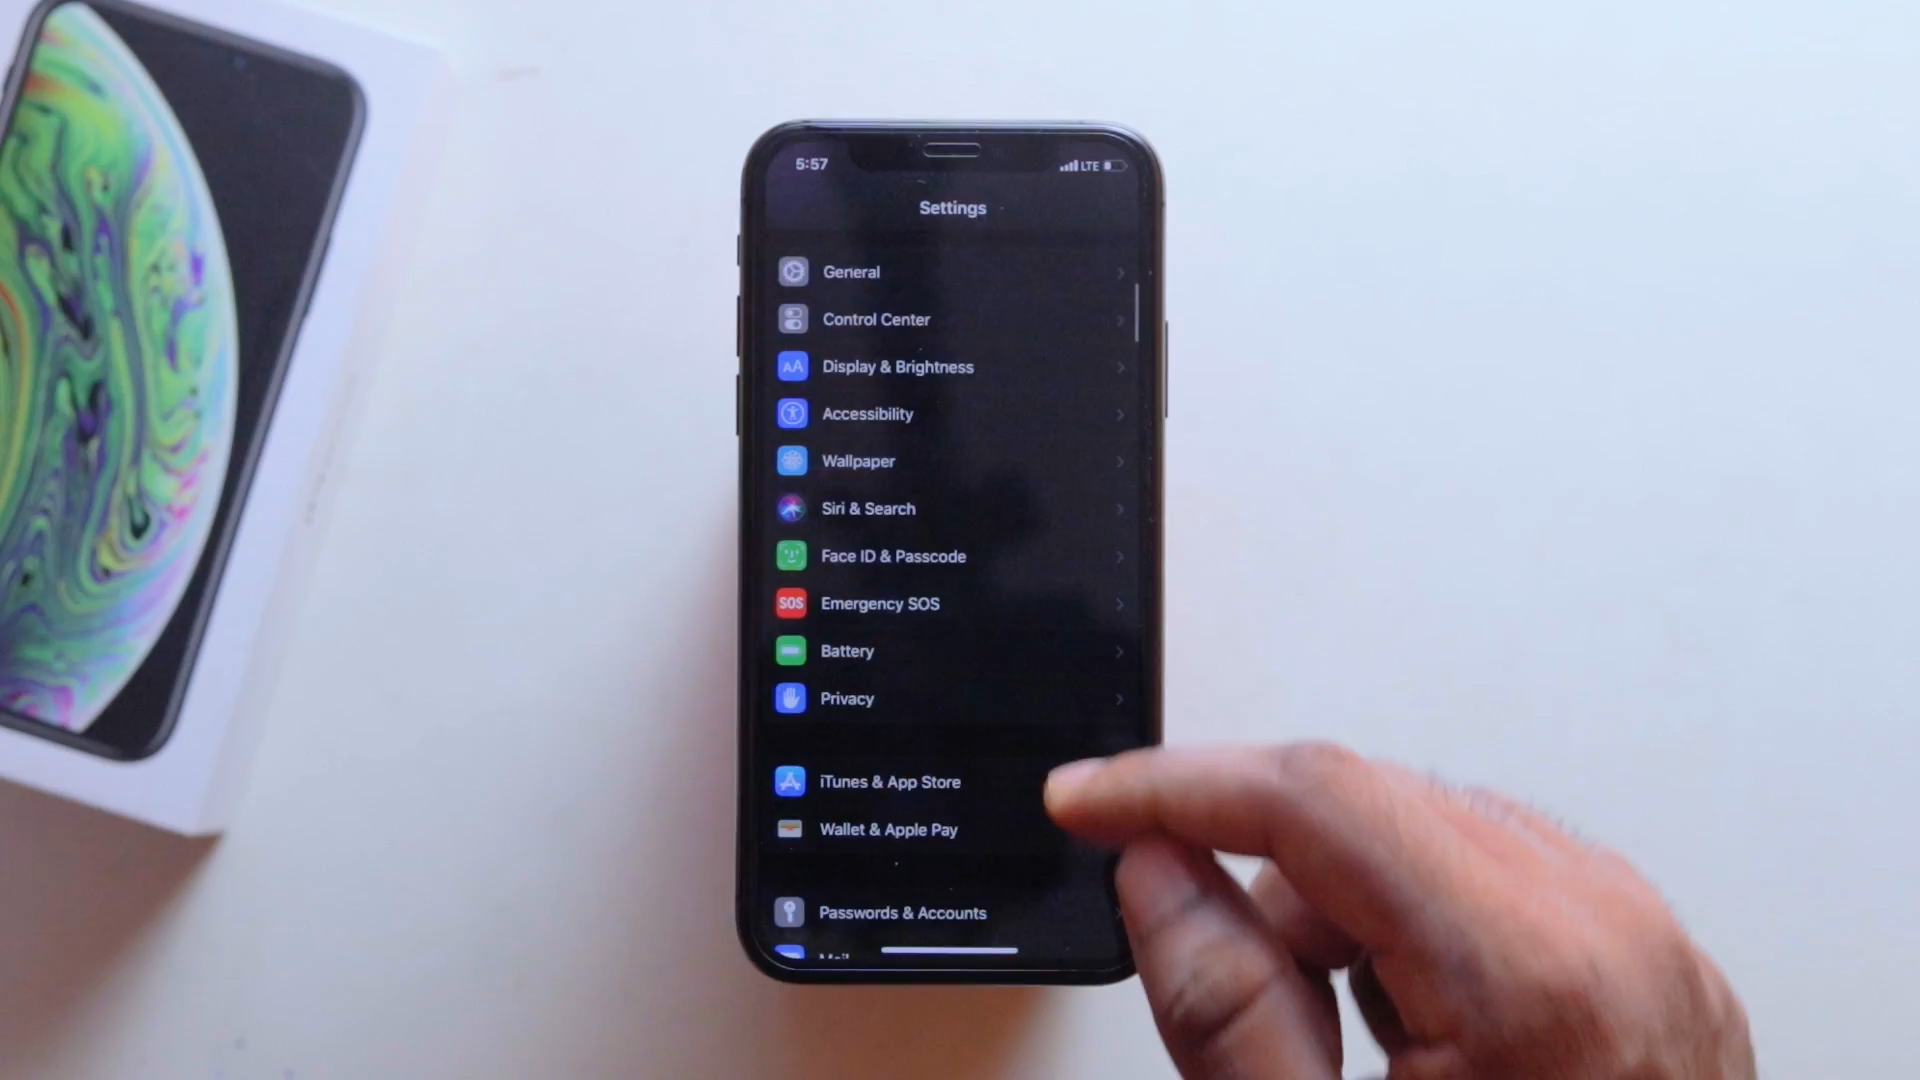 5:57
LTE
Settings
General
Control Center
AA
Display & Brightness
Accessibility
Wallpaper
Siri & Search
Face ID & Passcode
SOS
Emergency SOS
Battery
Privacy
iTunes & App Store
Wallet & Apple Pay
Passwords & Accounts
Mail